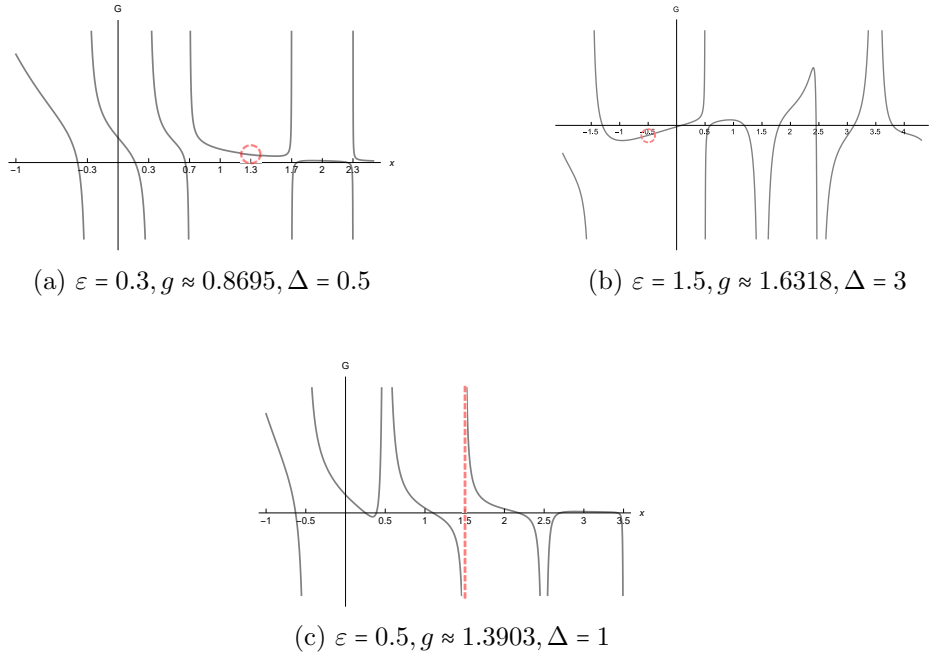 G
G
x
−1 −0.3 0.3 0.7 1.3 1.7 2 2.3
−1.5 −1 −0.5 0 0.5 1 1.5 2 2.5 3 3.5 4
(a) ε = 0.3, g ≈ 0.8695, Δ = 0.5
(b) ε = 1.5, g ≈ 1.6318, Δ = 3
G
x
−1 −0.5 0.5 1 1.5 2 2.5 3 3.5
(c) ε = 0.5, g ≈ 1.3903, Δ = 1